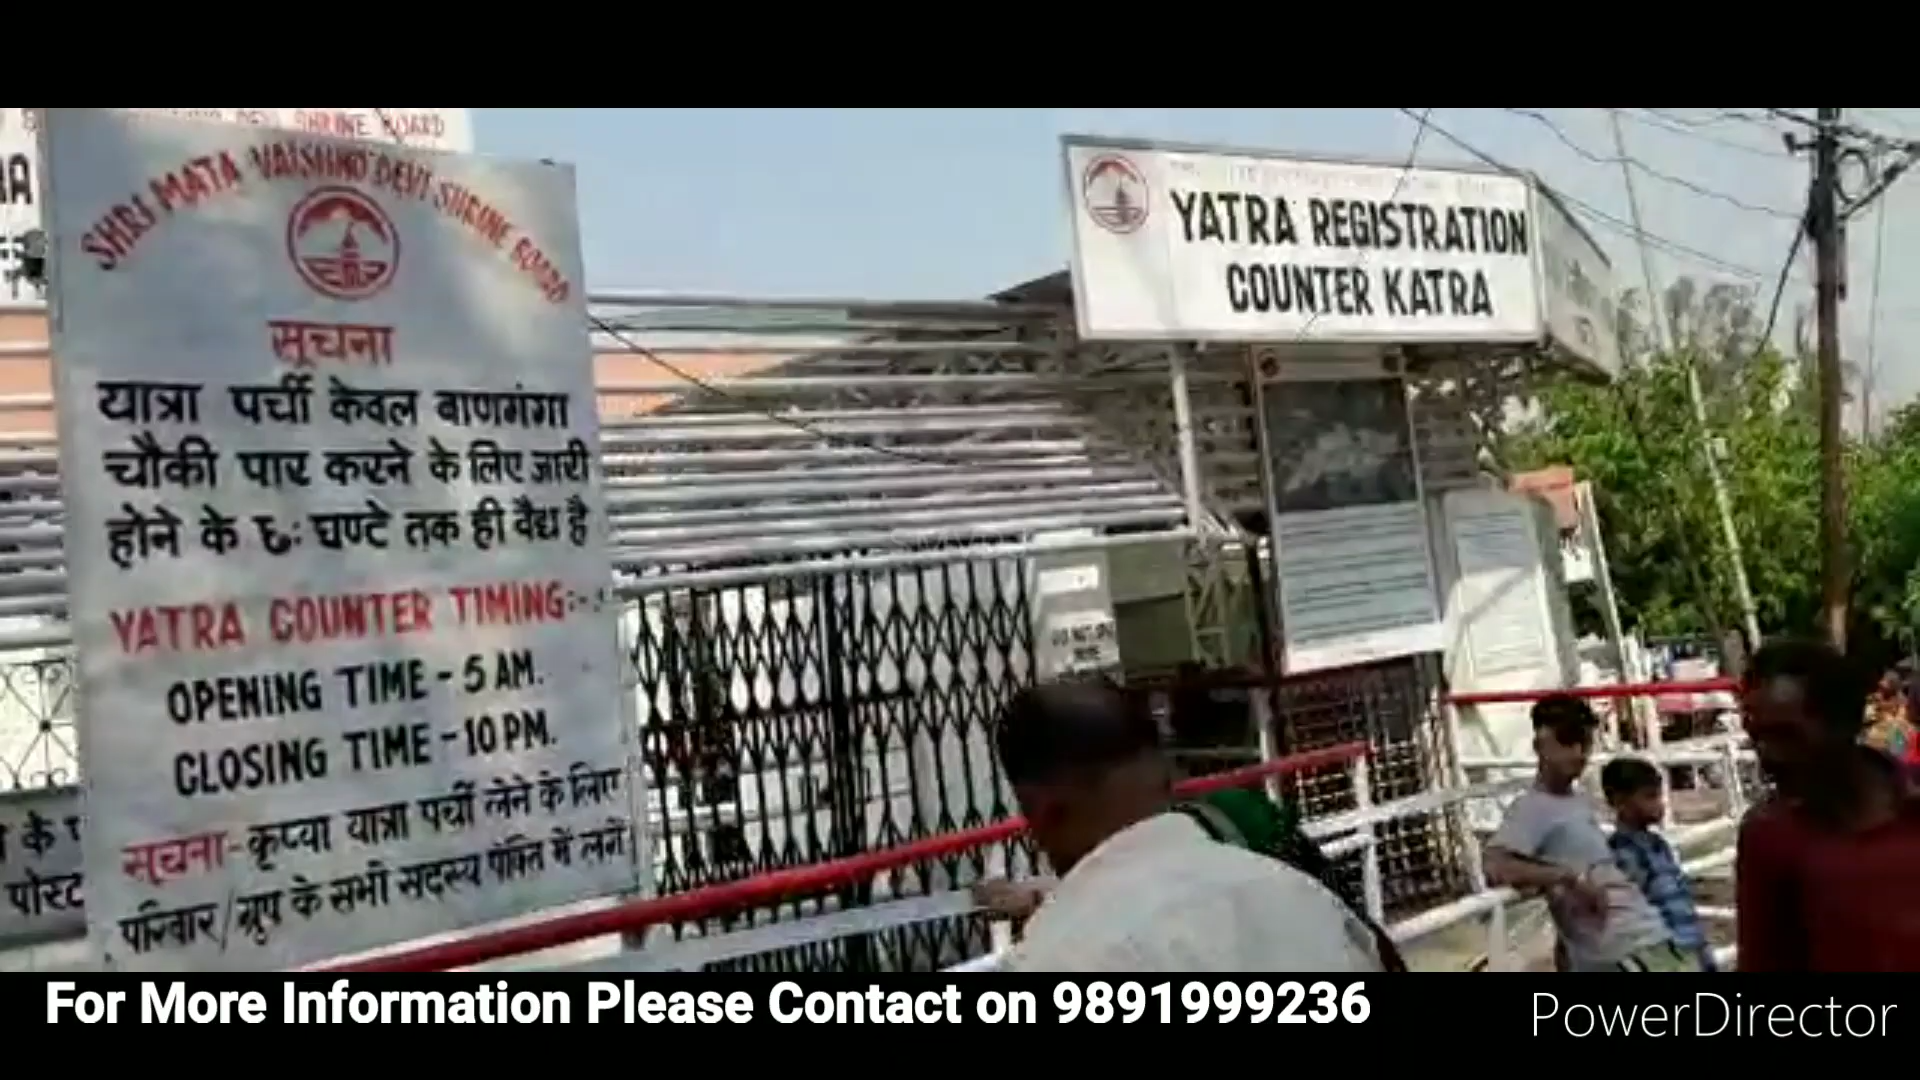 SHRINE BOARD
SHRI MATA VAISHNO DEVI SHRINE BOARD
सूचना
यात्रा पर्ची केवल बाणगंगा
चौकी पार करने के लिए जारी
होने के ६: घण्टे तक ही वैद्य है
YATRA COUNTER TIMING:-
OPENING TIME - 5 AM.
CLOSING TIME - 10 PM.
सूचना-कृप्या यात्रा पर्ची लेने के लिए
परिवार/ग्रुप के सभी सदस्य पंक्ति में लगें
YATRA REGISTRATION
COUNTER KATRA
For More Information Please Contact on 9891999236
PowerDirector